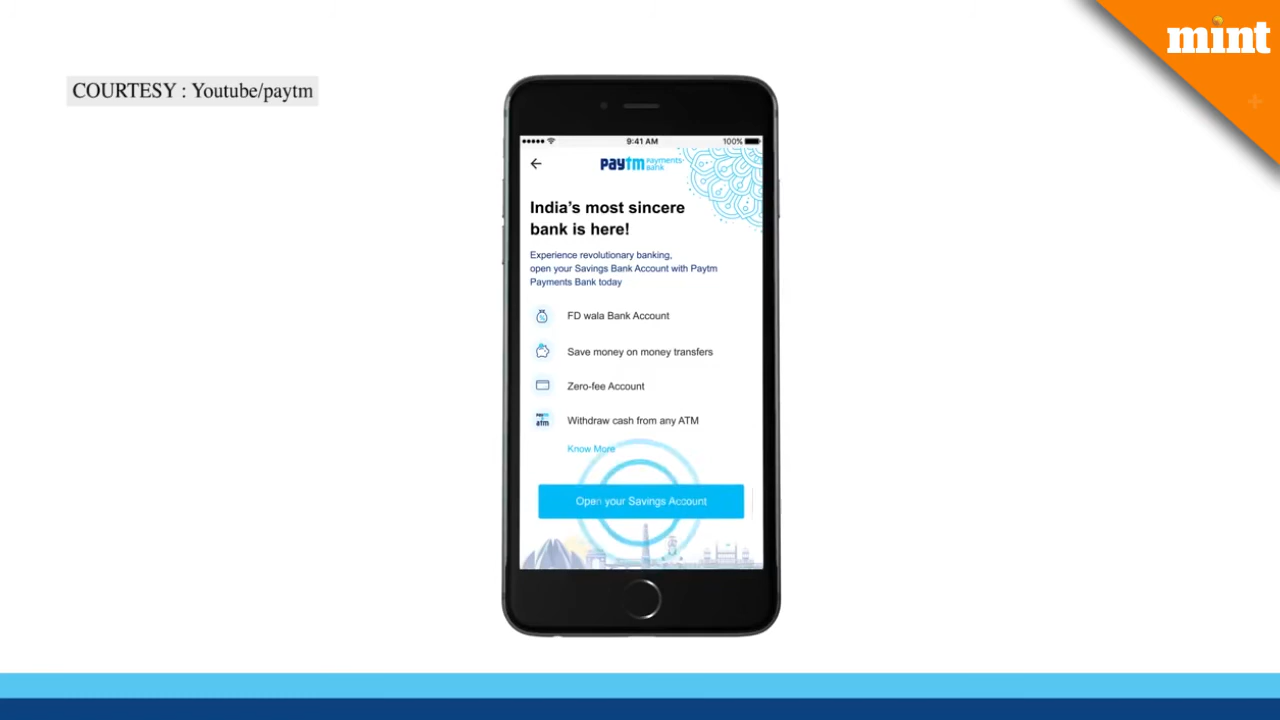 mint
COURTESY : Youtube/paytm
9:41 AM
100%
paytm Payments Bank
India's most sincere
bank is here!
Experience revolutionary banking,
open your Savings Bank Account with Paytm
Payments Bank today
FD wala Bank Account
Save money on money transfers
Zero-fee Account
paytm
atm
Withdraw cash from any ATM
Know More
Open your Savings Account